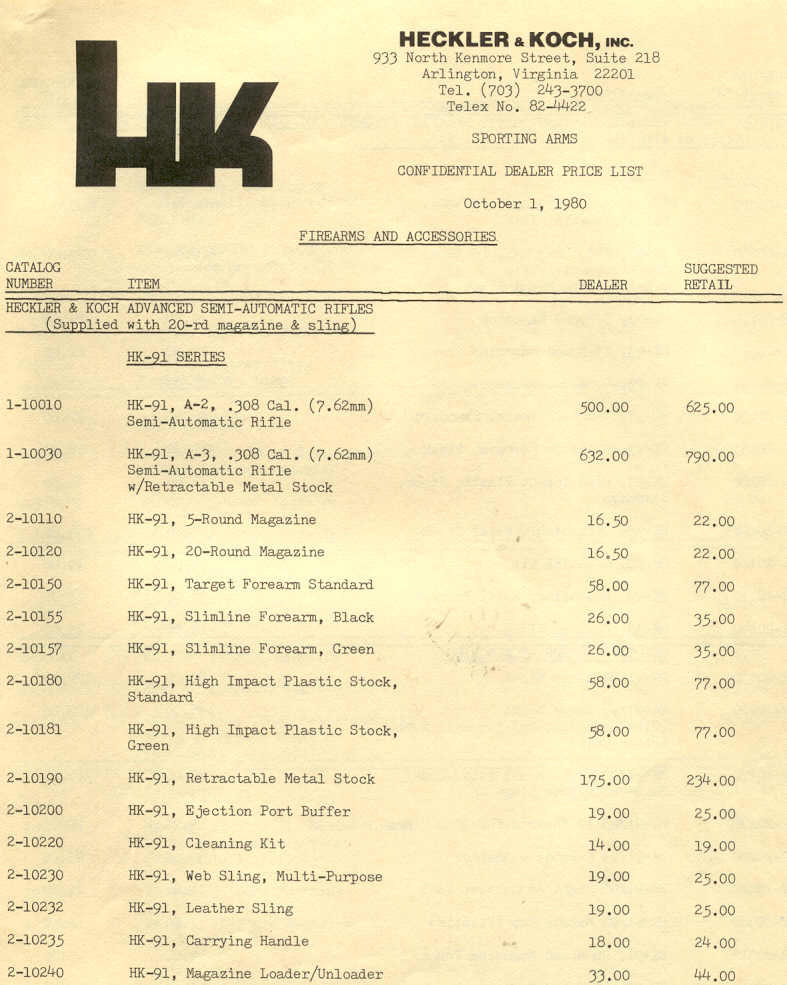 HK
HECKLER & KOCH, INC.
933 North Kenmore Street, Suite 218
Arlington, Virginia 22201
Tel. (703) 243-3700
Telex No. 82-4422
SPORTING ARMS
CONFIDENTIAL DEALER PRICE LIST
October 1, 1980
FIREARMS AND ACCESSORIES
CATALOG NUMBER ITEM DEALER SUGGESTED RETAIL
HECKLER & KOCH ADVANCED SEMI-AUTOMATIC RIFLES
(Supplied with 20-rd magazine & sling)
HK-91 SERIES
1-10010 HK-91, A-2, .308 Cal. (7.62mm) 500.00 625.00
Semi-Automatic Rifle
1-10030 HK-91, A-3, .308 Cal. (7.62mm) 632.00 790.00
Semi-Automatic Rifle
w/Retractable Metal Stock
2-10110 HK-91, 5-Round Magazine 16.50 22.00
2-10120 HK-91, 20-Round Magazine 16.50 22.00
2-10150 HK-91, Target Forearm Standard 58.00 77.00
2-10155 HK-91, Slimline Forearm, Black 26.00 35.00
2-10157 HK-91, Slimline Forearm, Green 26.00 35.00
2-10180 HK-91, High Impact Plastic Stock, 58.00 77.00
Standard
2-10181 HK-91, High Impact Plastic Stock, 58.00 77.00
Green
2-10190 HK-91, Retractable Metal Stock 175.00 234.00
2-10200 HK-91, Ejection Port Buffer 19.00 25.00
2-10220 HK-91, Cleaning Kit 14.00 19.00
2-10230 HK-91, Web Sling, Multi-Purpose 19.00 25.00
2-10232 HK-91, Leather Sling 19.00 25.00
2-10235 HK-91, Carrying Handle 18.00 24.00
2-10240 HK-91, Magazine Loader/Unloader 33.00 44.00